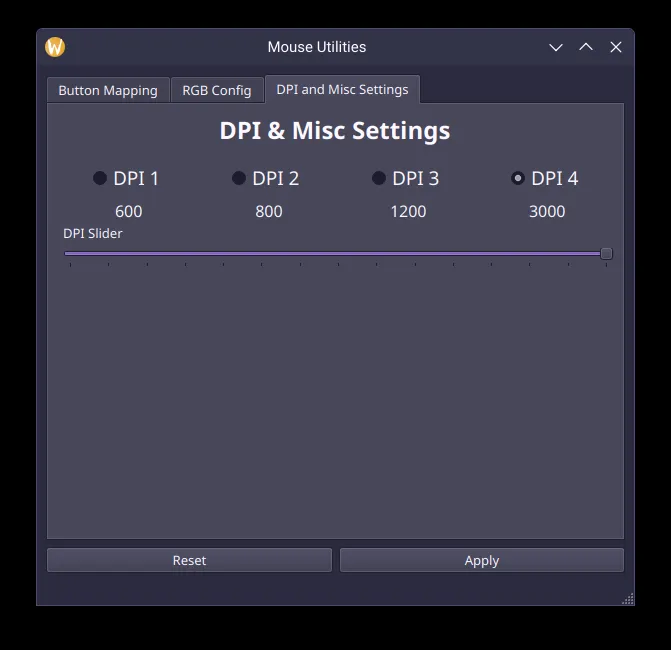 Mouse Utilities
Button Mapping RGB Config DPI and Misc Settings
DPI & Misc Settings
DPI 1 DPI 2 DPI 3 DPI 4
600 800 1200 3000
DPI Slider
Reset Apply